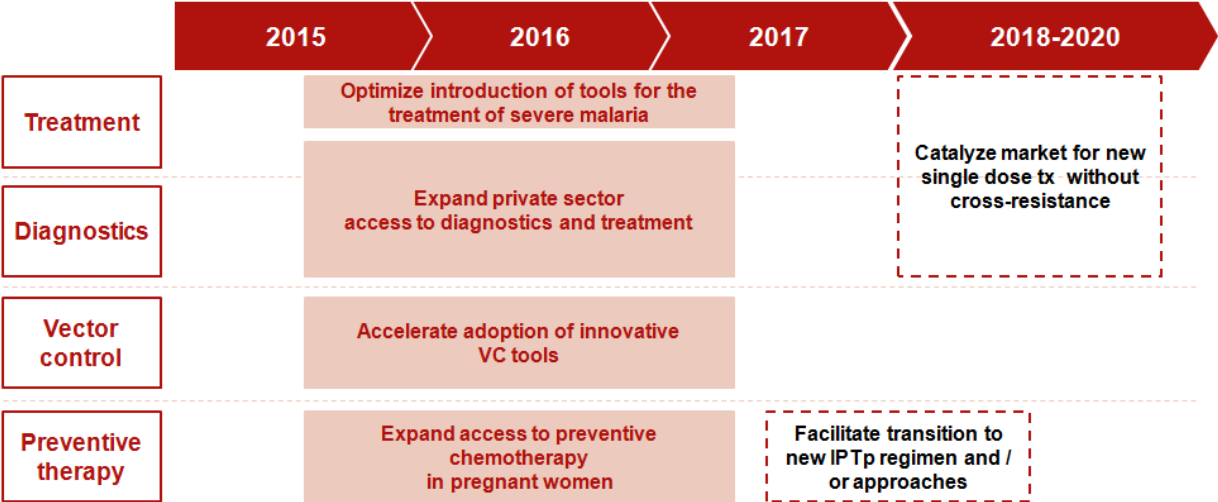 2015
2016
2017
2018-2020
Treatment
Optimize introduction of tools for the
treatment of severe malaria
Expand private sector
access to diagnostics and treatment
Catalyze market for new
single dose tx without
cross-resistance
Diagnostics
Vector
control
Accelerate adoption of innovative
VC tools
Preventive
therapy
Expand access to preventive
chemotherapy
in pregnant women
Facilitate transition to
new IPTp regimen and /
or approaches